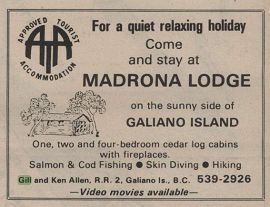 APPROVED TOURIST
ATA
ACCOMMODATION
For a quiet relaxing holiday
Come
and stay at
MADRONA LODGE
on the sunny side of
GALIANO ISLAND
One, two and four-bedroom cedar log cabins
with fireplaces.
Salmon & Cod Fishing ● Skin Diving ● Hiking
Gill and Ken Allen, R.R. 2, Galiano Is., B.C. 539-2926
—Video movies available—